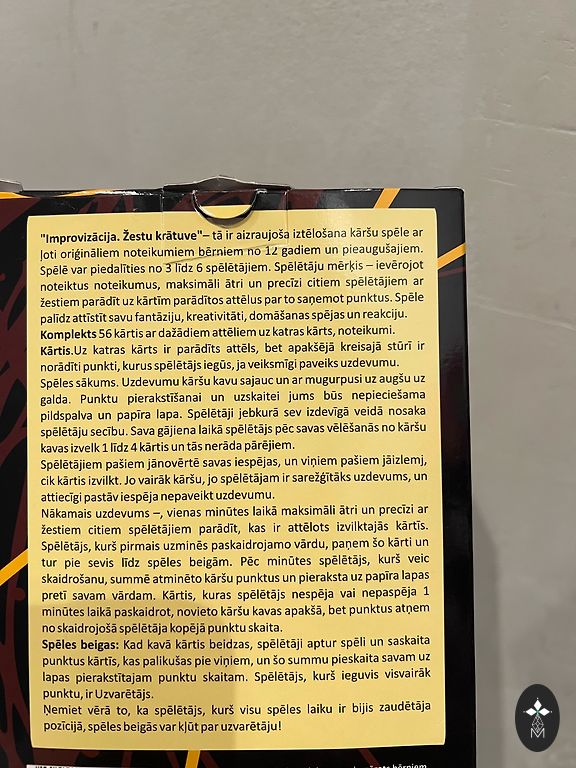 "Improvizācija. Žestu krātuve"– tā ir aizraujoša iztēlošana kāršu spēle ar
ļoti oriģināliem noteikumiem bērniem no 12 gadiem un pieaugušajiem.
Spēlē var piedalīties no 3 līdz 6 spēlētājiem. Spēlētāju mērķis – ievērojot
noteiktus noteikumus, maksimāli ātri un precīzi citiem spēlētājiem ar
žestiem parādīt uz kārtīm parādītos attēlus par to saņemot punktus. Spēle
palīdz attīstīt savu fantāziju, kreativitāti, domāšanas spējas un reakciju.
Komplekts 56 kārtis ar dažādiem attēliem uz katras kārts, noteikumi.
Kārtis.Uz katras kārts ir parādīts attēls, bet apakšējā kreisajā stūrī ir
norādīti punkti, kurus spēlētājs iegūs, ja veiksmīgi paveiks uzdevumu.
Spēles sākums. Uzdevumu kāršu kavu sajauc un ar mugurpusi uz augšu uz
galda. Punktu pierakstīšanai un uzskaitei jums būs nepieciešama
pildspalva un papīra lapa. Spēlētāji jebkurā sev izdevīgā veidā nosaka
spēlētāju secību. Sava gājiena laikā spēlētājs pēc savas vēlēšanās no kāršu
kavas izvelk 1 līdz 4 kārtis un tās nerāda pārējiem.
Spēlētājiem pašiem jānovērtē savas iespējas, un viņiem pašiem jāizlemj,
cik kārtis izvilkt. Jo vairāk kāršu, jo spēlētājam ir sarežģītāks uzdevums, un
attiecīgi pastāv iespēja nepaveikt uzdevumu.
Nākamais uzdevums –, vienas minūtes laikā maksimāli ātri un precīzi ar
žestiem citiem spēlētājiem parādīt, kas ir attēlots izvilktajās kārtīs.
Spēlētājs, kurš pirmais uzminēs paskaidrojamo vārdu, paņem šo kārti un
tur pie sevis līdz spēles beigām. Pēc minūtes spēlētājs, kurš veic
skaidrošanu, summē atminēto kāršu punktus un pieraksta uz papīra lapas
pretī savam vārdam. Kārtis, kuras spēlētājs nespēja vai nepaspēja 1
minūtes laikā paskaidrot, novieto kāršu kavas apakšā, bet punktus atņem
no skaidrojošā spēlētāja kopējā punktu skaita.
Spēles beigas: Kad kavā kārtis beidzas, spēlētāji aptur spēli un saskaita
punktus kārtīs, kas palikušas pie viņiem, un šo summu pieskaita savam uz
lapas pierakstītajam punktu skaitam. Spēlētājs, kurš ieguvis visvairāk
punktu, ir Uzvarētājs.
Ņemiet vērā to, ka spēlētājs, kurš visu spēles laiku ir bijis zaudētāja
pozīcijā, spēles beigās var kļūt par uzvarētāju!